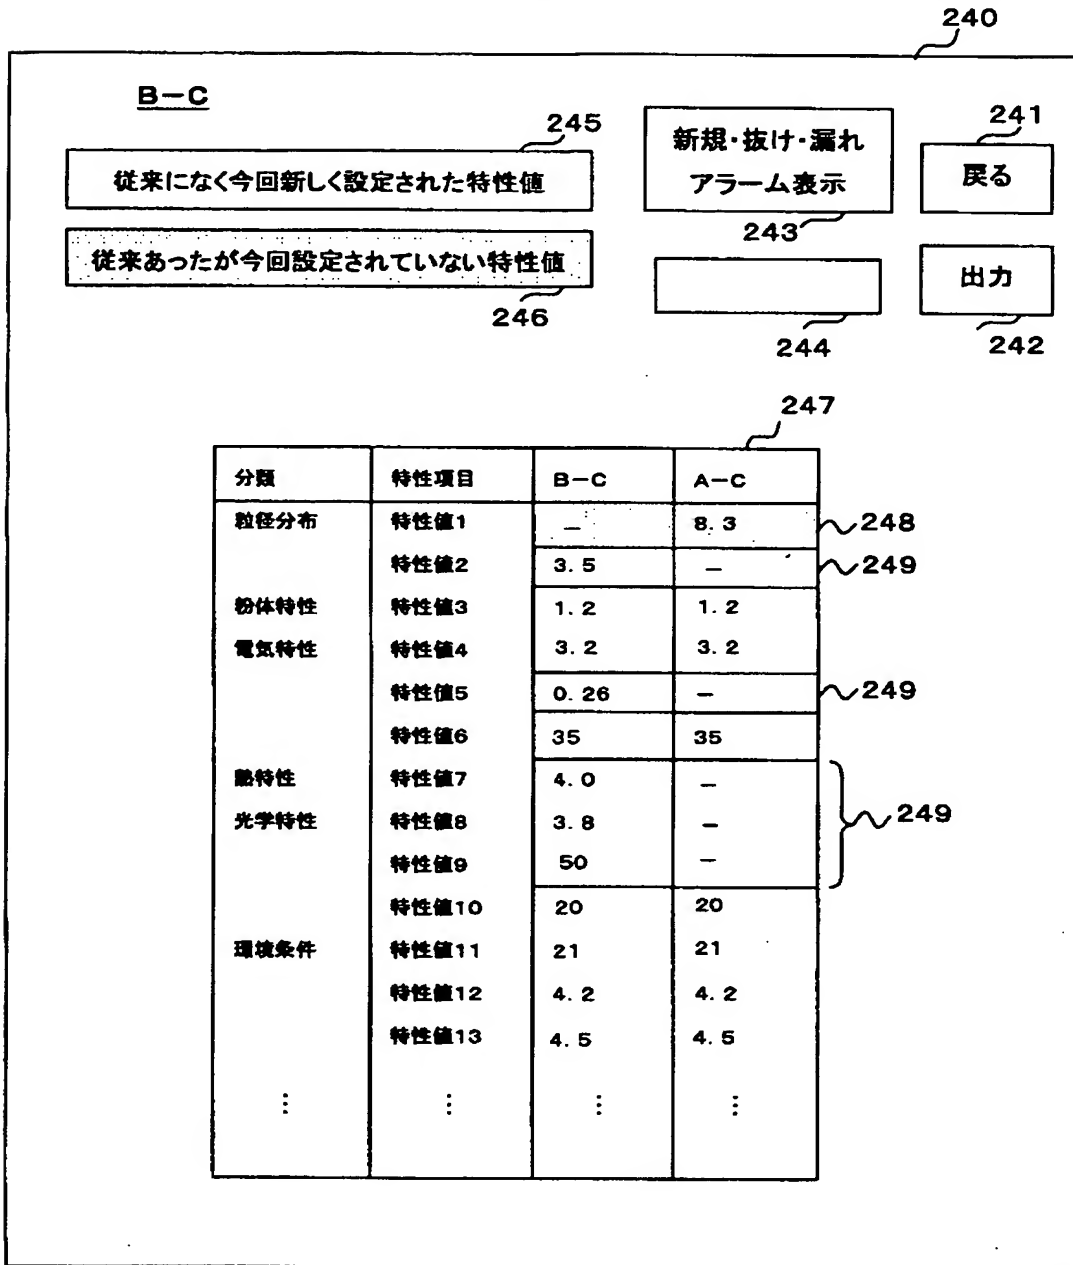 240
B-C
245
従来になく今回新しく設定された特性値
新規・抜け・漏れ
アラーム表示
243
241
戻る
従来あったが今回設定されていない特性値
246
244
出力
242
247
分類 特性項目 B-C A-C
粒径分布 特性値1 - 8.3 248
特性値2 3.5 - 249
粉体特性 特性値3 1.2 1.2
電気特性 特性値4 3.2 3.2
特性値5 0.26 - 249
特性値6 35 35
熱特性 特性値7 4.0 -
光学特性 特性値8 3.8 - 249
特性値9 50 -
特性値10 20 20
環境条件 特性値11 21 21
特性値12 4.2 4.2
特性値13 4.5 4.5
⋮ ⋮ ⋮ ⋮